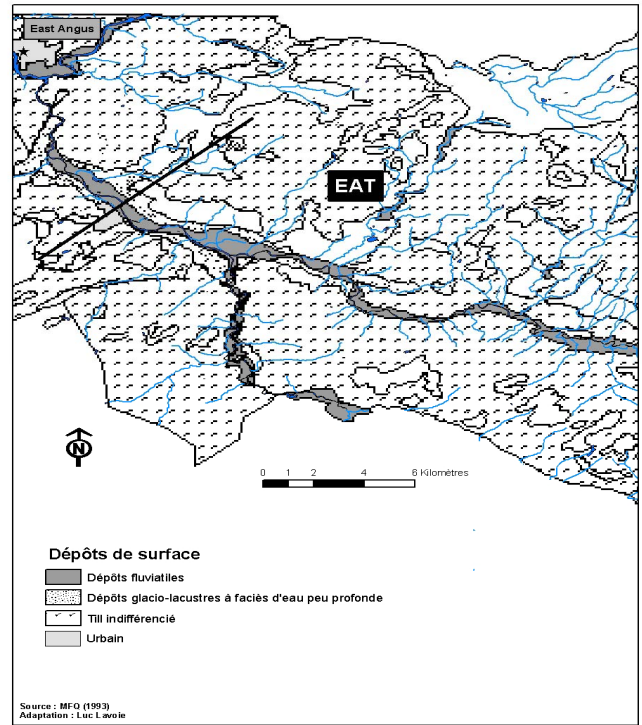 East Angus
EAT
N
0 1 2 4 6 Kilomètres
Dépôts de surface
Dépôts fluviatiles
Dépôts glacio-lacustres à faciès d'eau peu profonde
Till indifférencié
Urbain
Source : MFQ (1993)
Adaptation : Luc Lavoie